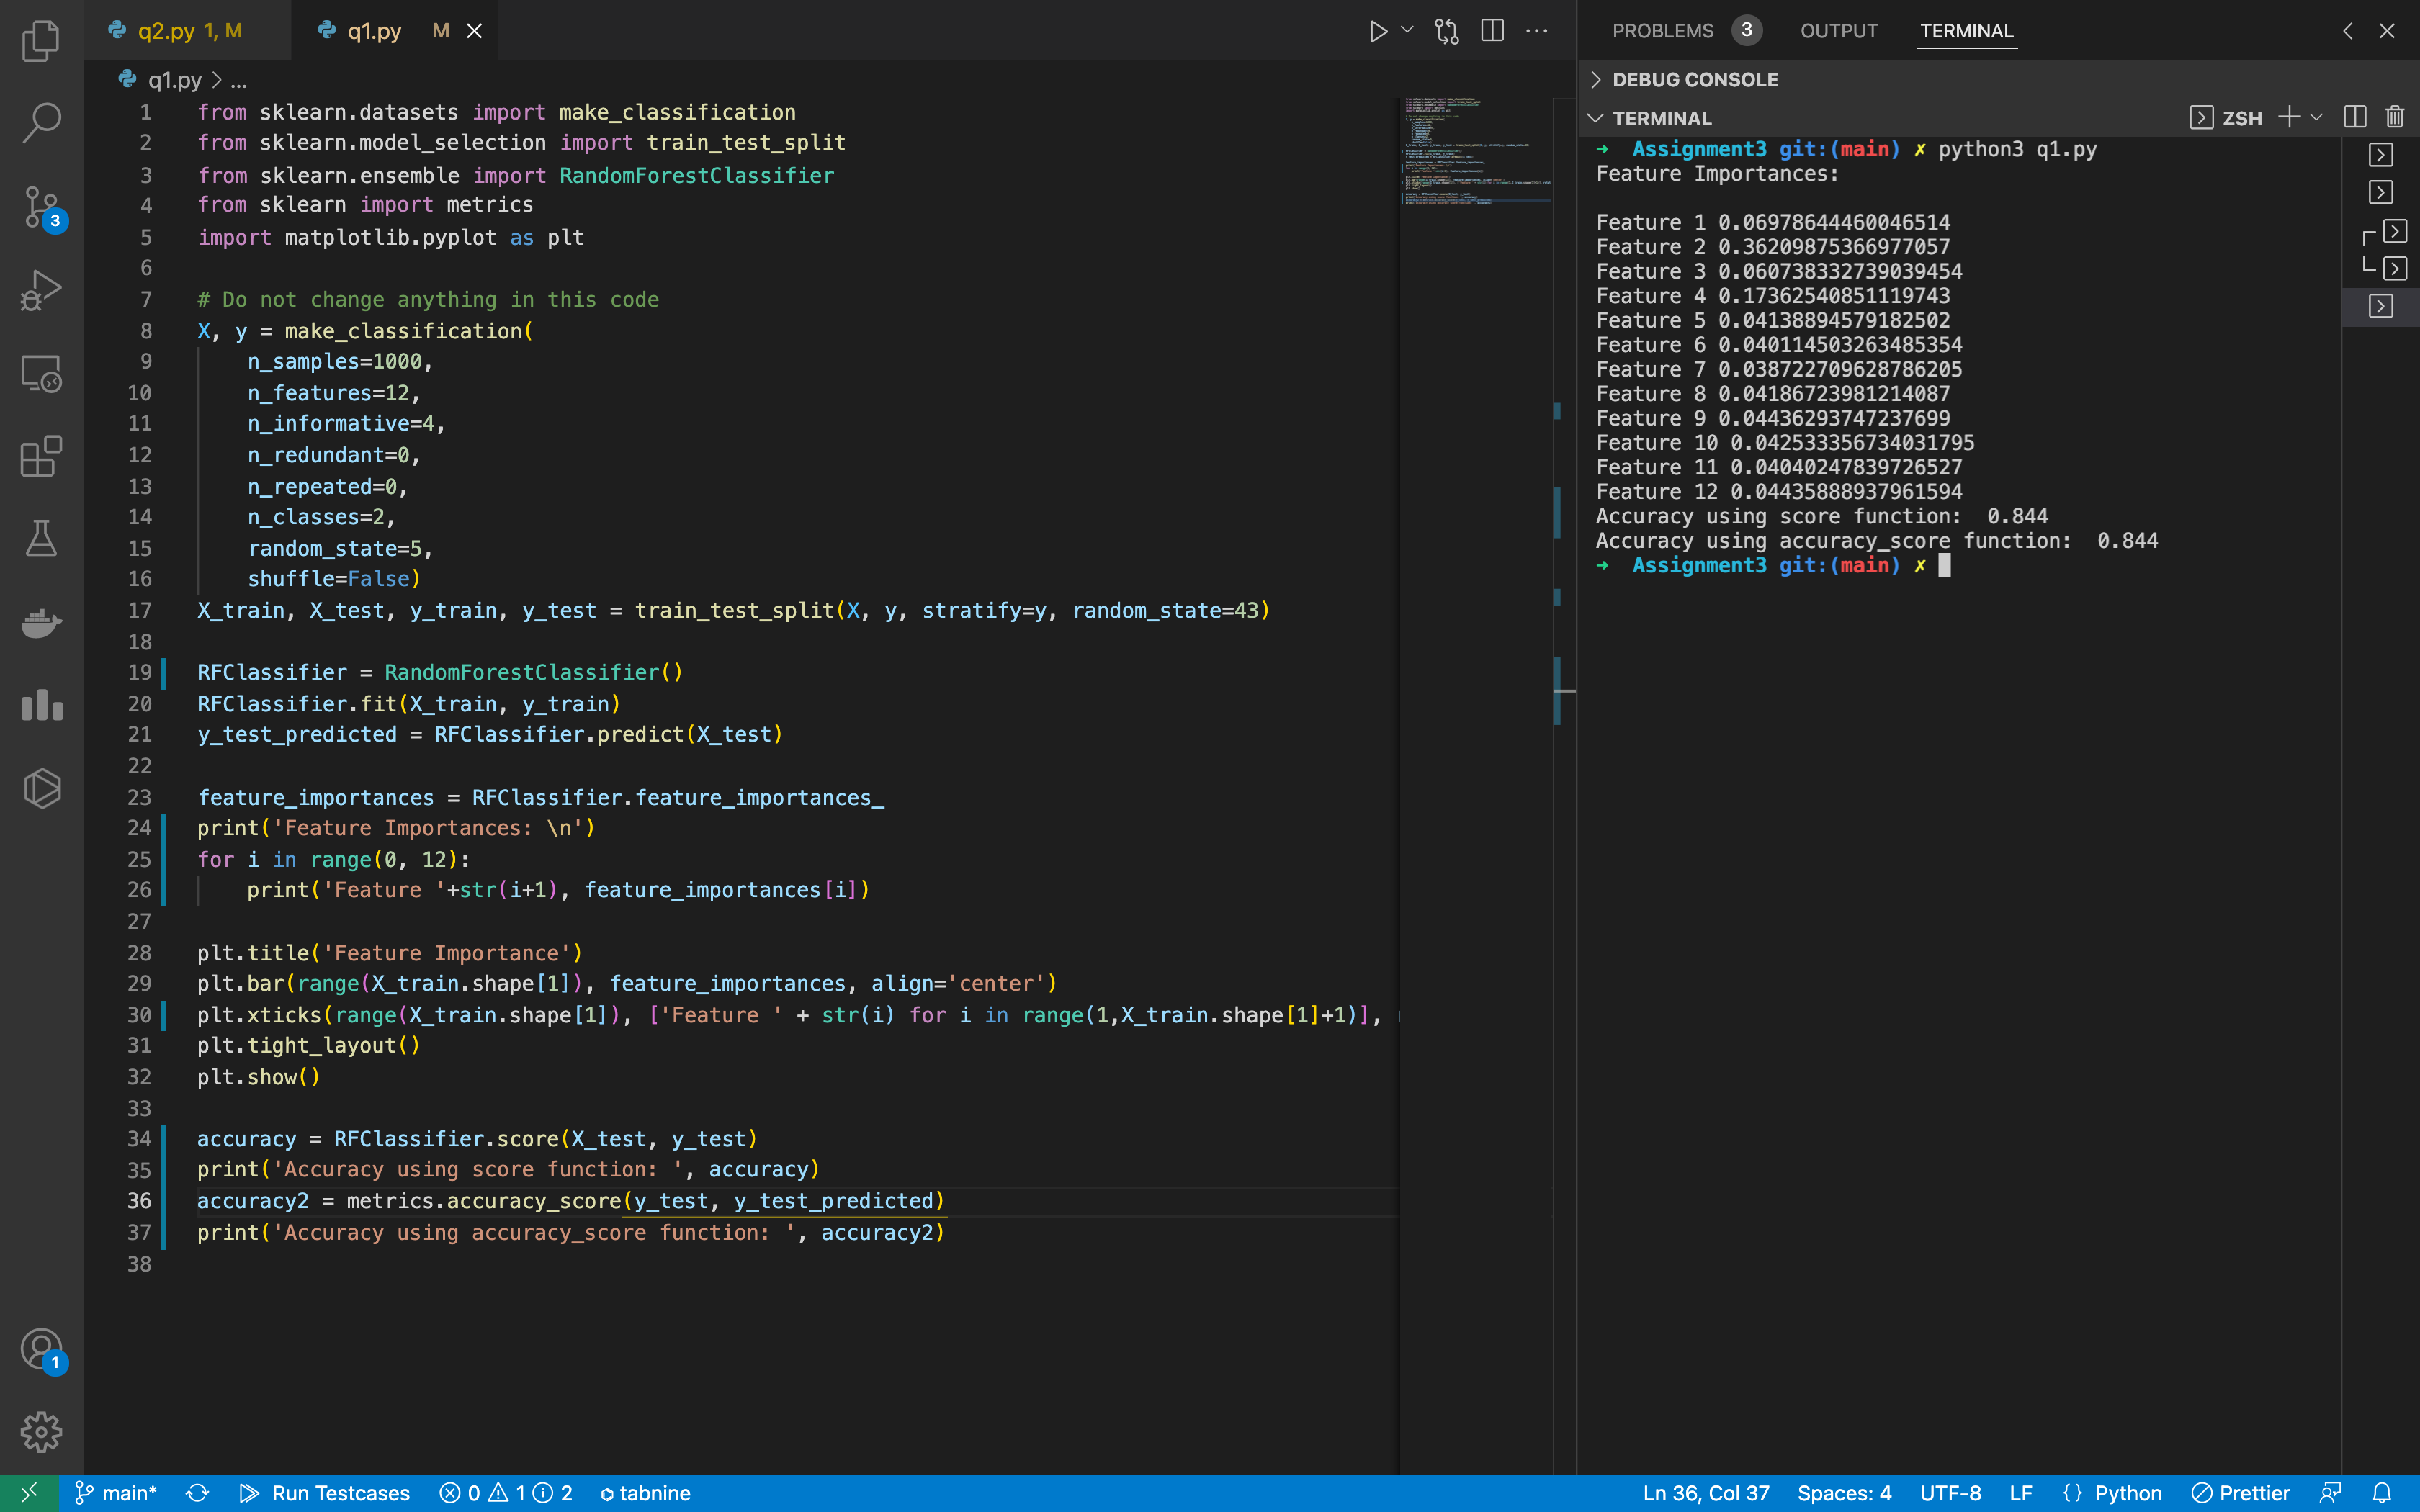 q2.py 1, M
q1.py M
PROBLEMS 3 OUTPUT TERMINAL
q1.py > ...
DEBUG CONSOLE
TERMINAL
ZSH
1 from sklearn.datasets import make_classification
2 from sklearn.model_selection import train_test_split
3 from sklearn.ensemble import RandomForestClassifier
4 from sklearn import metrics
5 import matplotlib.pyplot as plt
6
7 # Do not change anything in this code
8 X, y = make_classification(
9     n_samples=1000,
10     n_features=12,
11     n_informative=4,
12     n_redundant=0,
13     n_repeated=0,
14     n_classes=2,
15     random_state=5,
16     shuffle=False)
17 X_train, X_test, y_train, y_test = train_test_split(X, y, stratify=y, random_state=43)
18
19 RFClassifier = RandomForestClassifier()
20 RFClassifier.fit(X_train, y_train)
21 y_test_predicted = RFClassifier.predict(X_test)
22
23 feature_importances = RFClassifier.feature_importances_
24 print('Feature Importances: \n')
25 for i in range(0, 12):
26     print('Feature '+str(i+1), feature_importances[i])
27
28 plt.title('Feature Importance')
29 plt.bar(range(X_train.shape[1]), feature_importances, align='center')
30 plt.xticks(range(X_train.shape[1]), ['Feature ' + str(i) for i in range(1,X_train.shape[1]+1)],
31 plt.tight_layout()
32 plt.show()
33
34 accuracy = RFClassifier.score(X_test, y_test)
35 print('Accuracy using score function: ', accuracy)
36 accuracy2 = metrics.accuracy_score(y_test, y_test_predicted)
37 print('Accuracy using accuracy_score function: ', accuracy2)
38
➜ Assignment3 git:(main) ✗ python3 q1.py
Feature Importances:
Feature 1 0.06978644460046514
Feature 2 0.36209875366977057
Feature 3 0.060738332739039454
Feature 4 0.17362540851119743
Feature 5 0.04138894579182502
Feature 6 0.040114503263485354
Feature 7 0.038722709628786205
Feature 8 0.04186723981214087
Feature 9 0.04436293747237699
Feature 10 0.042533356734031795
Feature 11 0.04040247839726527
Feature 12 0.04435888937961594
Accuracy using score function:  0.844
Accuracy using accuracy_score function:  0.844
➜ Assignment3 git:(main) ✗
3
1
main* Run Testcases 0 1 2 tabnine
Ln 36, Col 37 Spaces: 4 UTF-8 LF {} Python Prettier